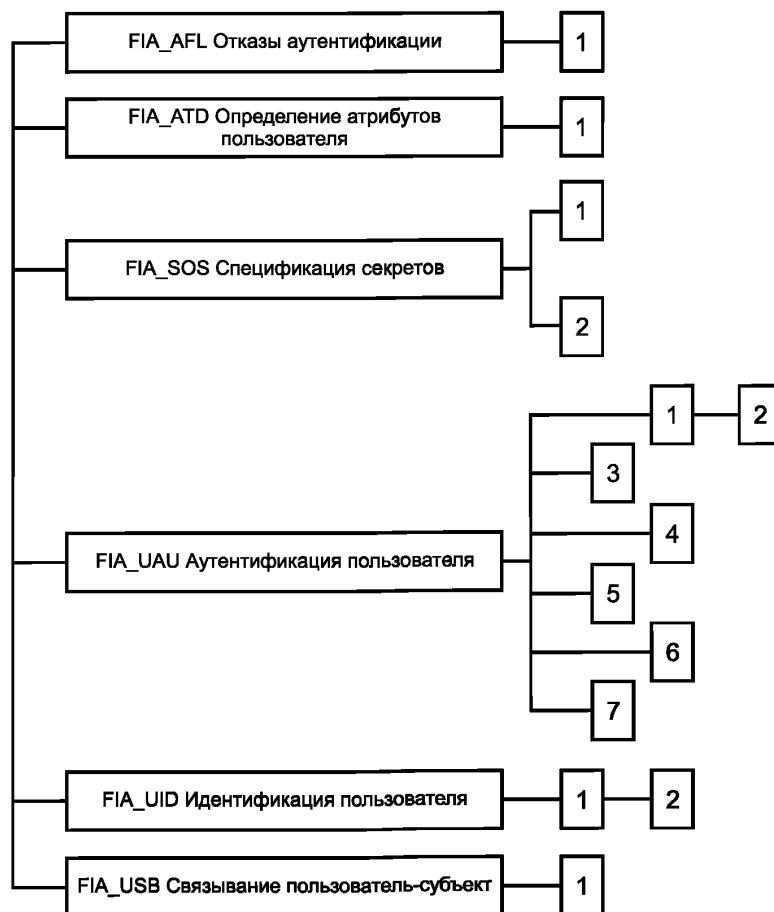 FIA_AFL Отказы аутентификации
1
FIA_ATD Определение атрибутов
пользователя
1
FIA_SOS Спецификация секретов
1
2
FIA_UAU Аутентификация пользователя
1
2
3
4
5
6
7
FIA_UID Идентификация пользователя
1
2
FIA_USB Связывание пользователь-субъект
1